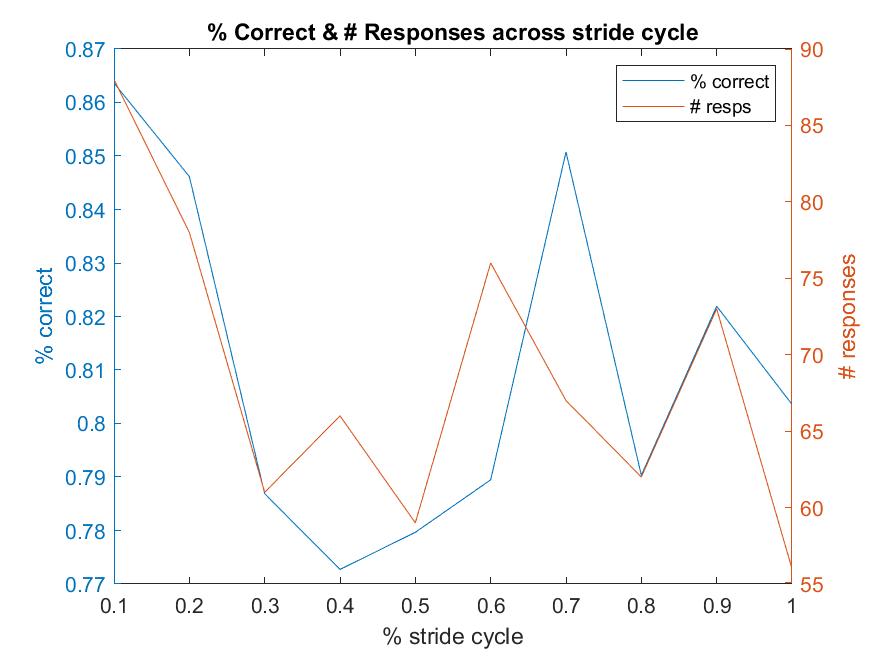 % Correct & # Responses across stride cycle
0.87
0.86
0.85
0.84
0.83
0.82
0.81
0.8
0.79
0.78
0.77
% correct
90
85
80
75
70
65
60
55
# responses
% correct
# resps
0.1 0.2 0.3 0.4 0.5 0.6 0.7 0.8 0.9 1
% stride cycle